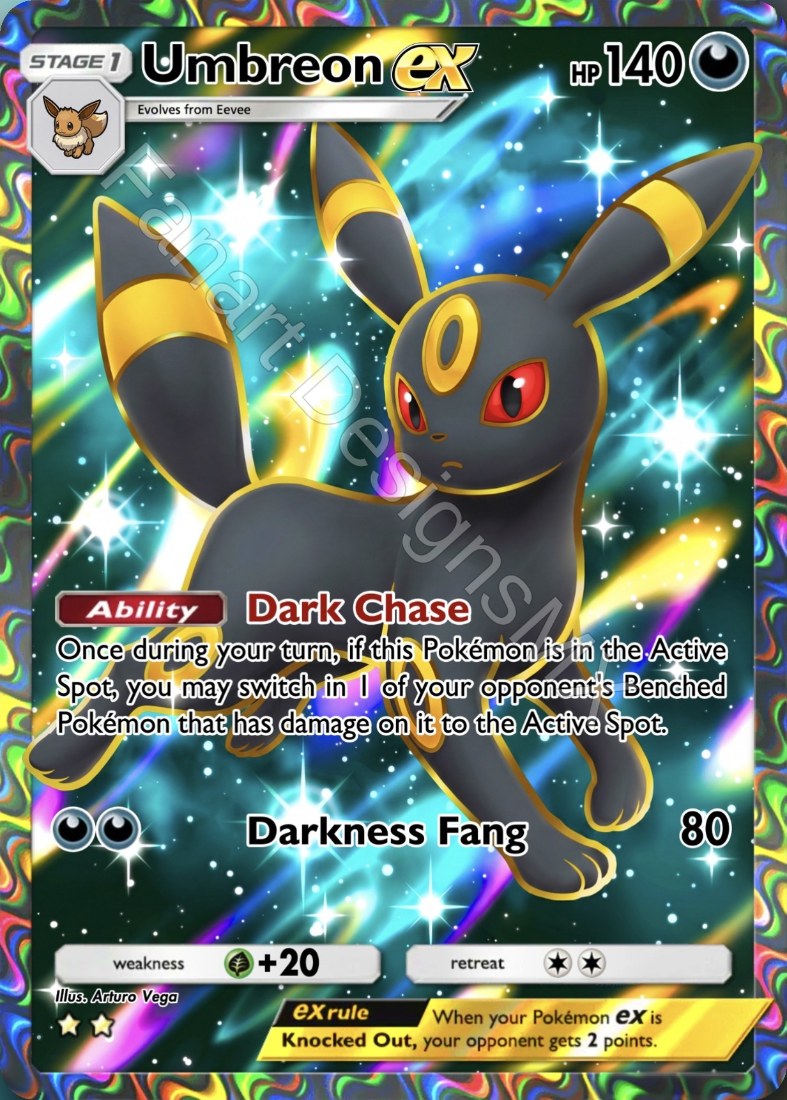 STAGE 1 Umbreon ex HP 140
Evolves from Eevee
Fanart DesignsMX
Ability Dark Chase
Once during your turn, if this Pokémon is in the Active
Spot, you may switch in 1 of your opponent's Benched
Pokémon that has damage on it to the Active Spot.
Darkness Fang 80
weakness +20 retreat
Illus. Arturo Vega
ex rule When your Pokémon ex is
Knocked Out, your opponent gets 2 points.